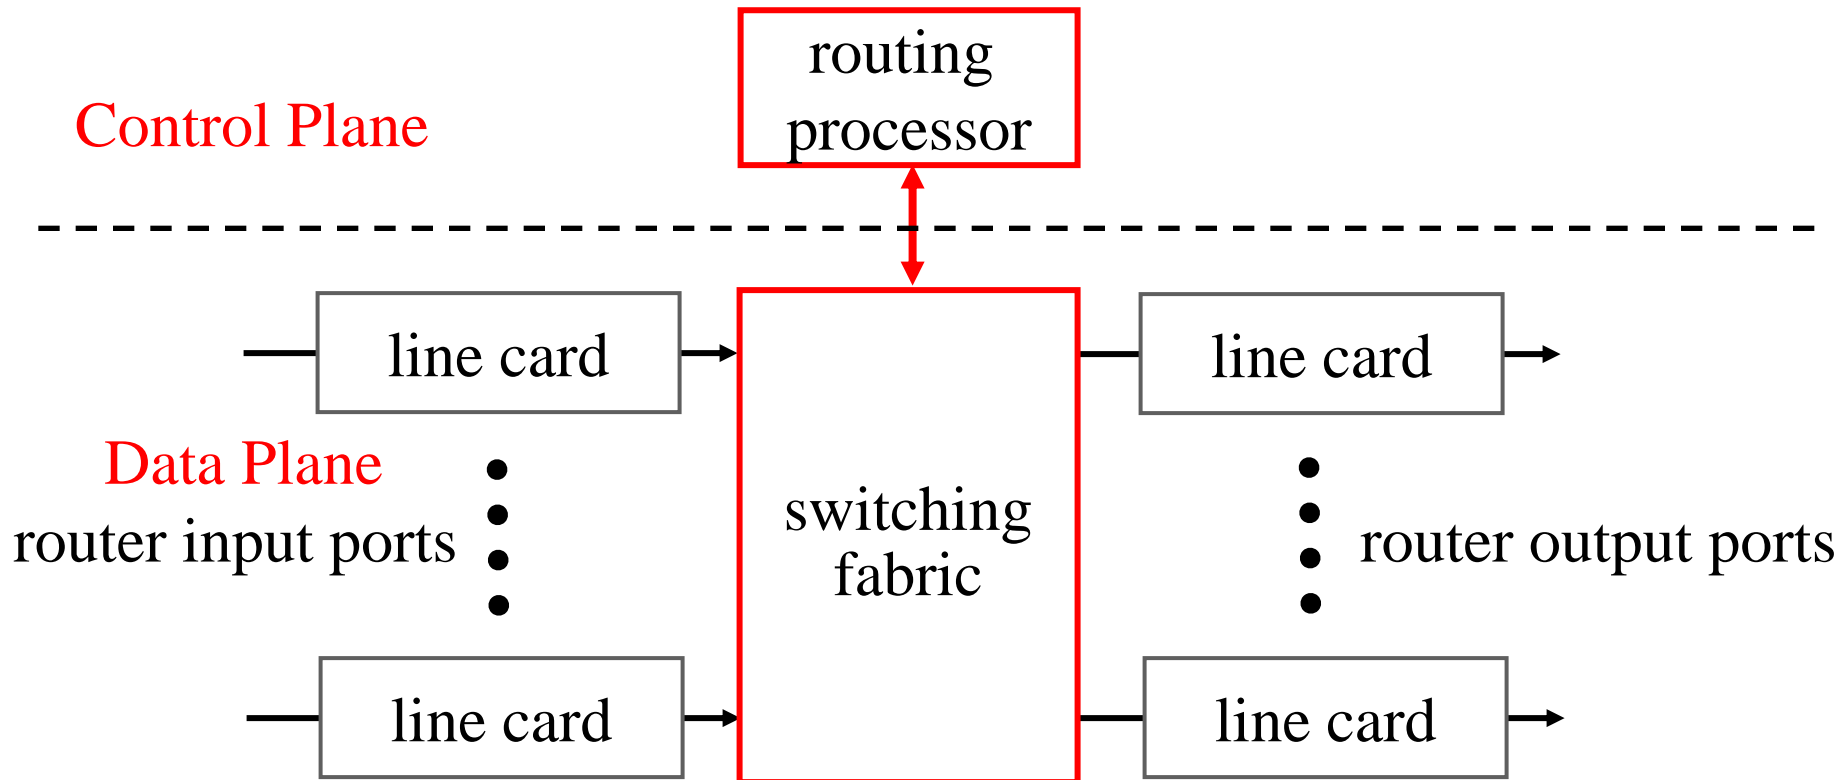 routing
processor
Control Plane
line card
line card
Data Plane
router input ports
switching
fabric
router output ports
line card
line card